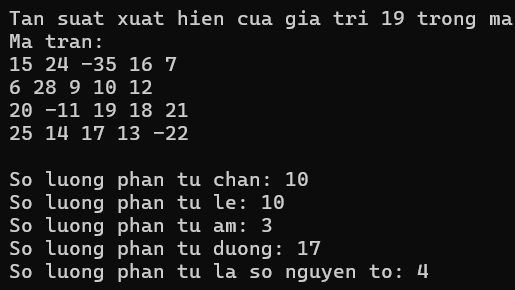 Tan suat xuat hien cua gia tri 19 trong ma
Ma tran:
15 24 -35 16 7
6 28 9 10 12
20 -11 19 18 21
25 14 17 13 -22
So luong phan tu chan: 10
So luong phan tu le: 10
So luong phan tu am: 3
So luong phan tu duong: 17
So luong phan tu la so nguyen to: 4